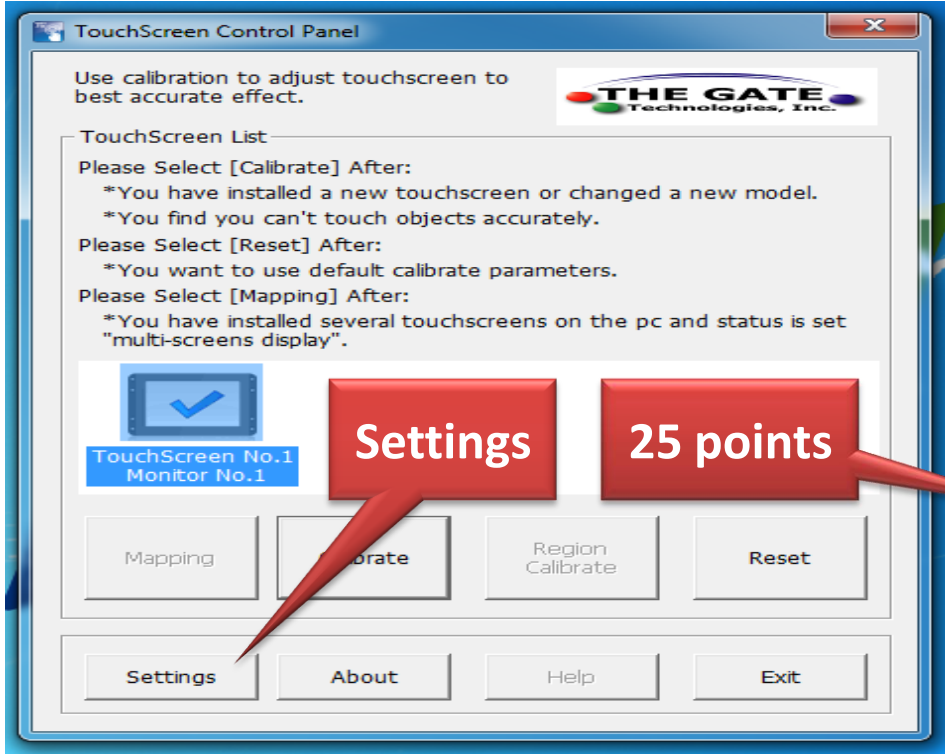 TouchScreen Control Panel
Use calibration to adjust touchscreen to
best accurate effect.
THE GATE
Technologies, Inc.
TouchScreen List
Please Select [Calibrate] After:
*You have installed a new touchscreen or changed a new model.
*You find you can't touch objects accurately.
Please Select [Reset] After:
*You want to use default calibrate parameters.
Please Select [Mapping] After:
*You have installed several touchscreens on the pc and status is set
"multi-screens display".
TouchScreen No.1
Monitor No.1
Settings
25 points
Mapping
brate
Region
Calibrate
Reset
Settings
About
Help
Exit